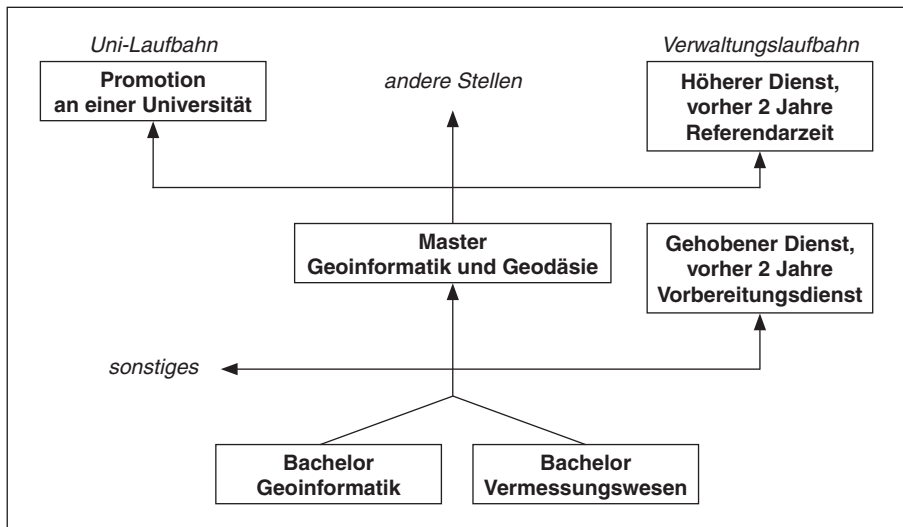 Uni-Laufbahn
Verwaltungslaufbahn
Promotion
an einer Universität
andere Stellen
Höherer Dienst,
vorher 2 Jahre
Referendarzeit
Master
Geoinformatik und Geodäsie
Gehobener Dienst,
vorher 2 Jahre
Vorbereitungsdienst
sonstiges
Bachelor
Geoinformatik
Bachelor
Vermessungswesen